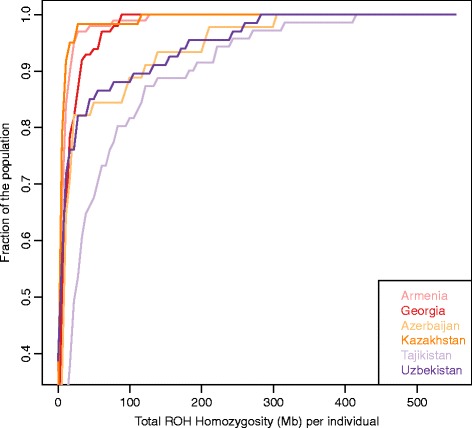 1.0
0.9
0.8
0.7
0.6
0.5
0.4
Fraction of the population
Armenia
Georgia
Azerbaijan
Kazakhstan
Tajikistan
Uzbekistan
0 100 200 300 400 500
Total ROH Homozygosity (Mb) per individual